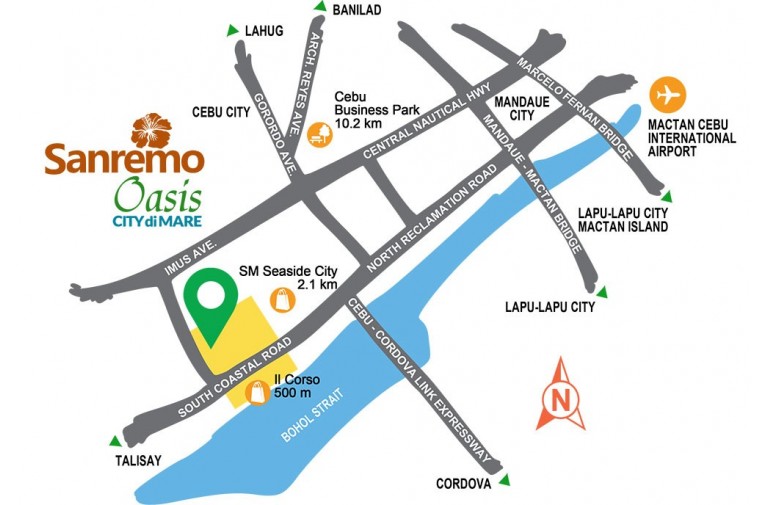 BANILAD
LAHUG
ARCH. REYES AVE.
GORORDO AVE.
CEBU CITY
Cebu
Business Park
10.2 km
CENTRAL NAUTICAL HWY
MARCELO FERNAN BRIDGE
MANDAUE
CITY
MACTAN CEBU
INTERNATIONAL
AIRPORT
Sanremo
Oasis
CITY di MARE
MANDAUE - MACTAN BRIDGE
LAPU-LAPU CITY
MACTAN ISLAND
IMUS AVE.
NORTH RECLAMATION ROAD
SM Seaside City
2.1 km
LAPU-LAPU CITY
CEBU - CORDOVA LINK EXPRESSWAY
SOUTH COASTAL ROAD
Il Corso
500 m
BOHOL STRAIT
N
TALISAY
CORDOVA